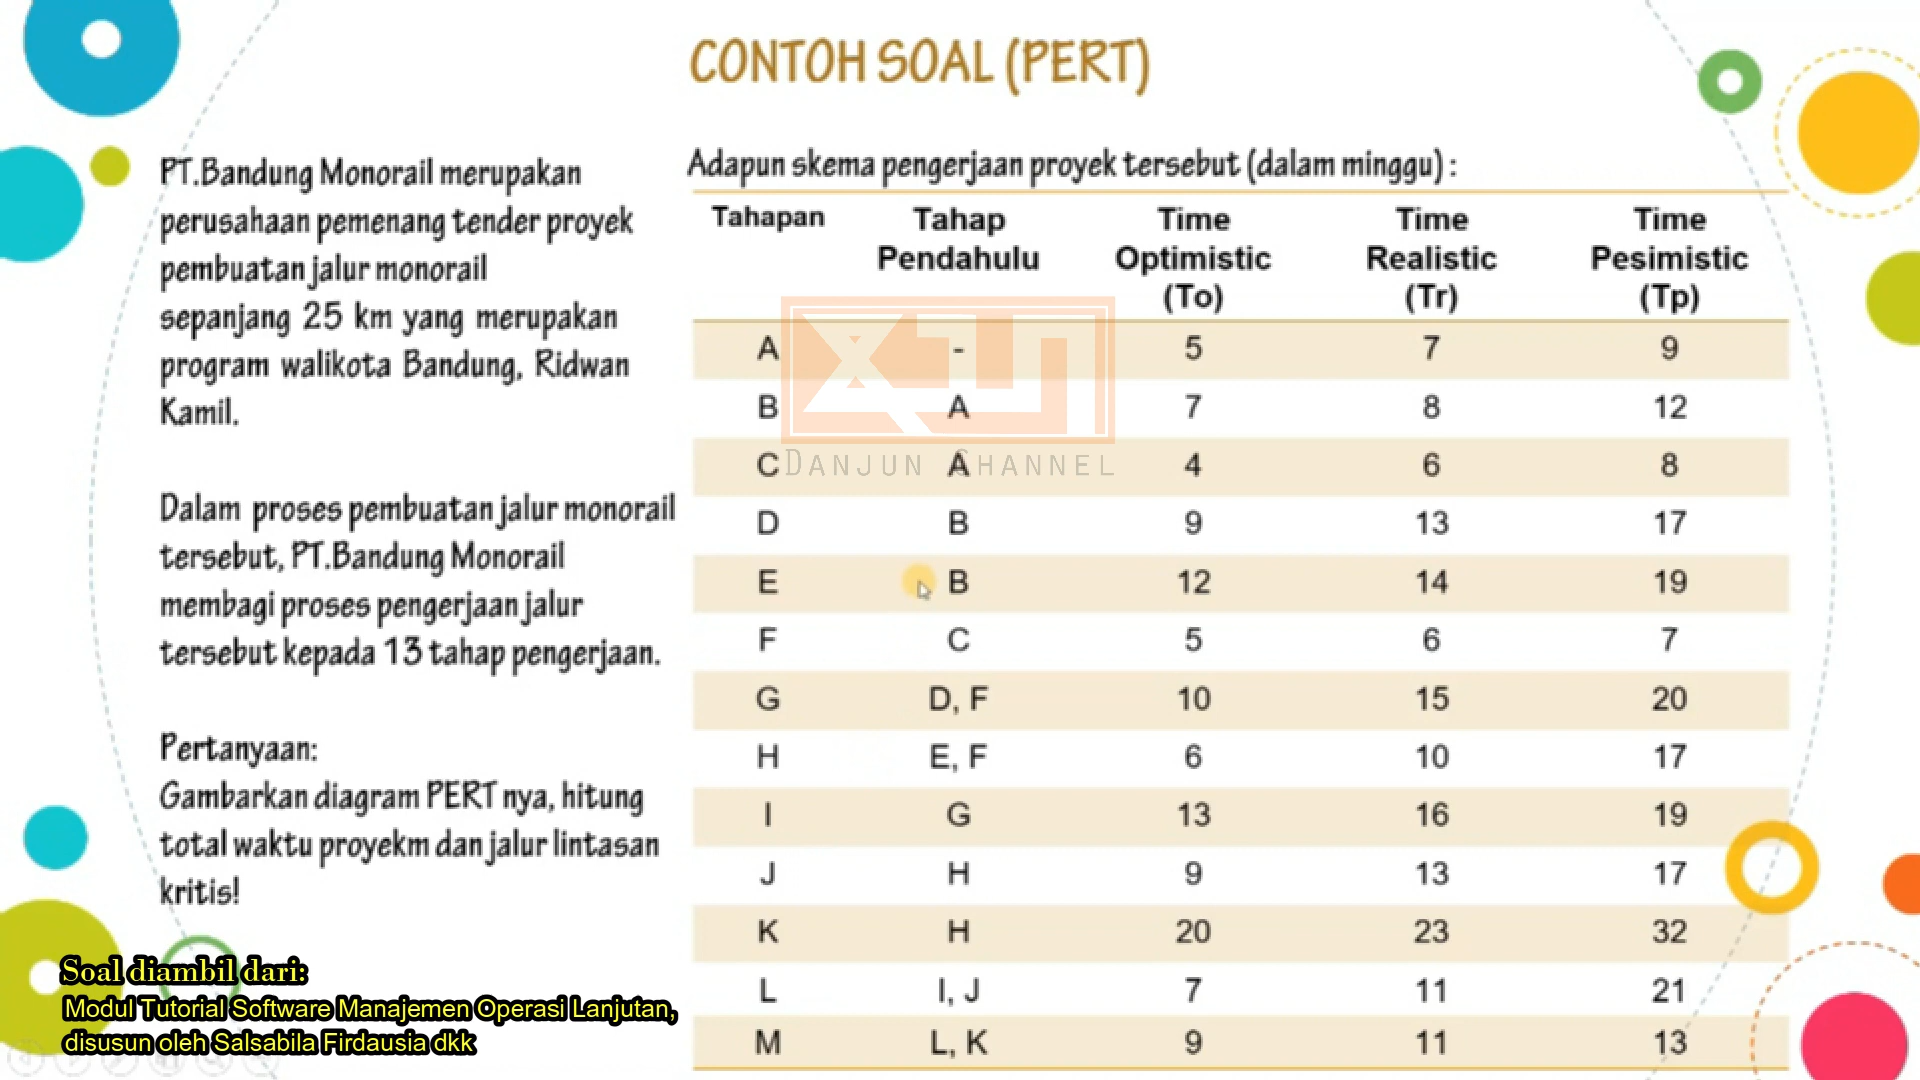 CONTOH SOAL (PERT)
PT.Bandung Monorail merupakan
perusahaan pemenang tender proyek
pembuatan jalur monorail
sepanjang 25 km yang merupakan
program walikota Bandung, Ridwan
Kamil.
Dalam proses pembuatan jalur monorail
tersebut, PT.Bandung Monorail
membagi proses pengerjaan jalur
tersebut kepada 13 tahap pengerjaan.
Pertanyaan:
Gambarkan diagram PERT nya, hitung
total waktu proyekm dan jalur lintasan
kritis!
Soal diambil dari:
Modul Tutorial Software Manajemen Operasi Lanjutan,
disusun oleh Salsabila Firdausia dkk
Adapun skema pengerjaan proyek tersebut (dalam minggu) :
Tahapan Tahap Pendahulu Time Optimistic (To) Time Realistic (Tr) Time Pesimistic (Tp)
A - 5 7 9
B A 7 8 12
C A 4 6 8
D B 9 13 17
E B 12 14 19
F C 5 6 7
G D, F 10 15 20
H E, F 6 10 17
I G 13 16 19
J H 9 13 17
K H 20 23 32
L I, J 7 11 21
M L, K 9 11 13
DANJUN CHANNEL